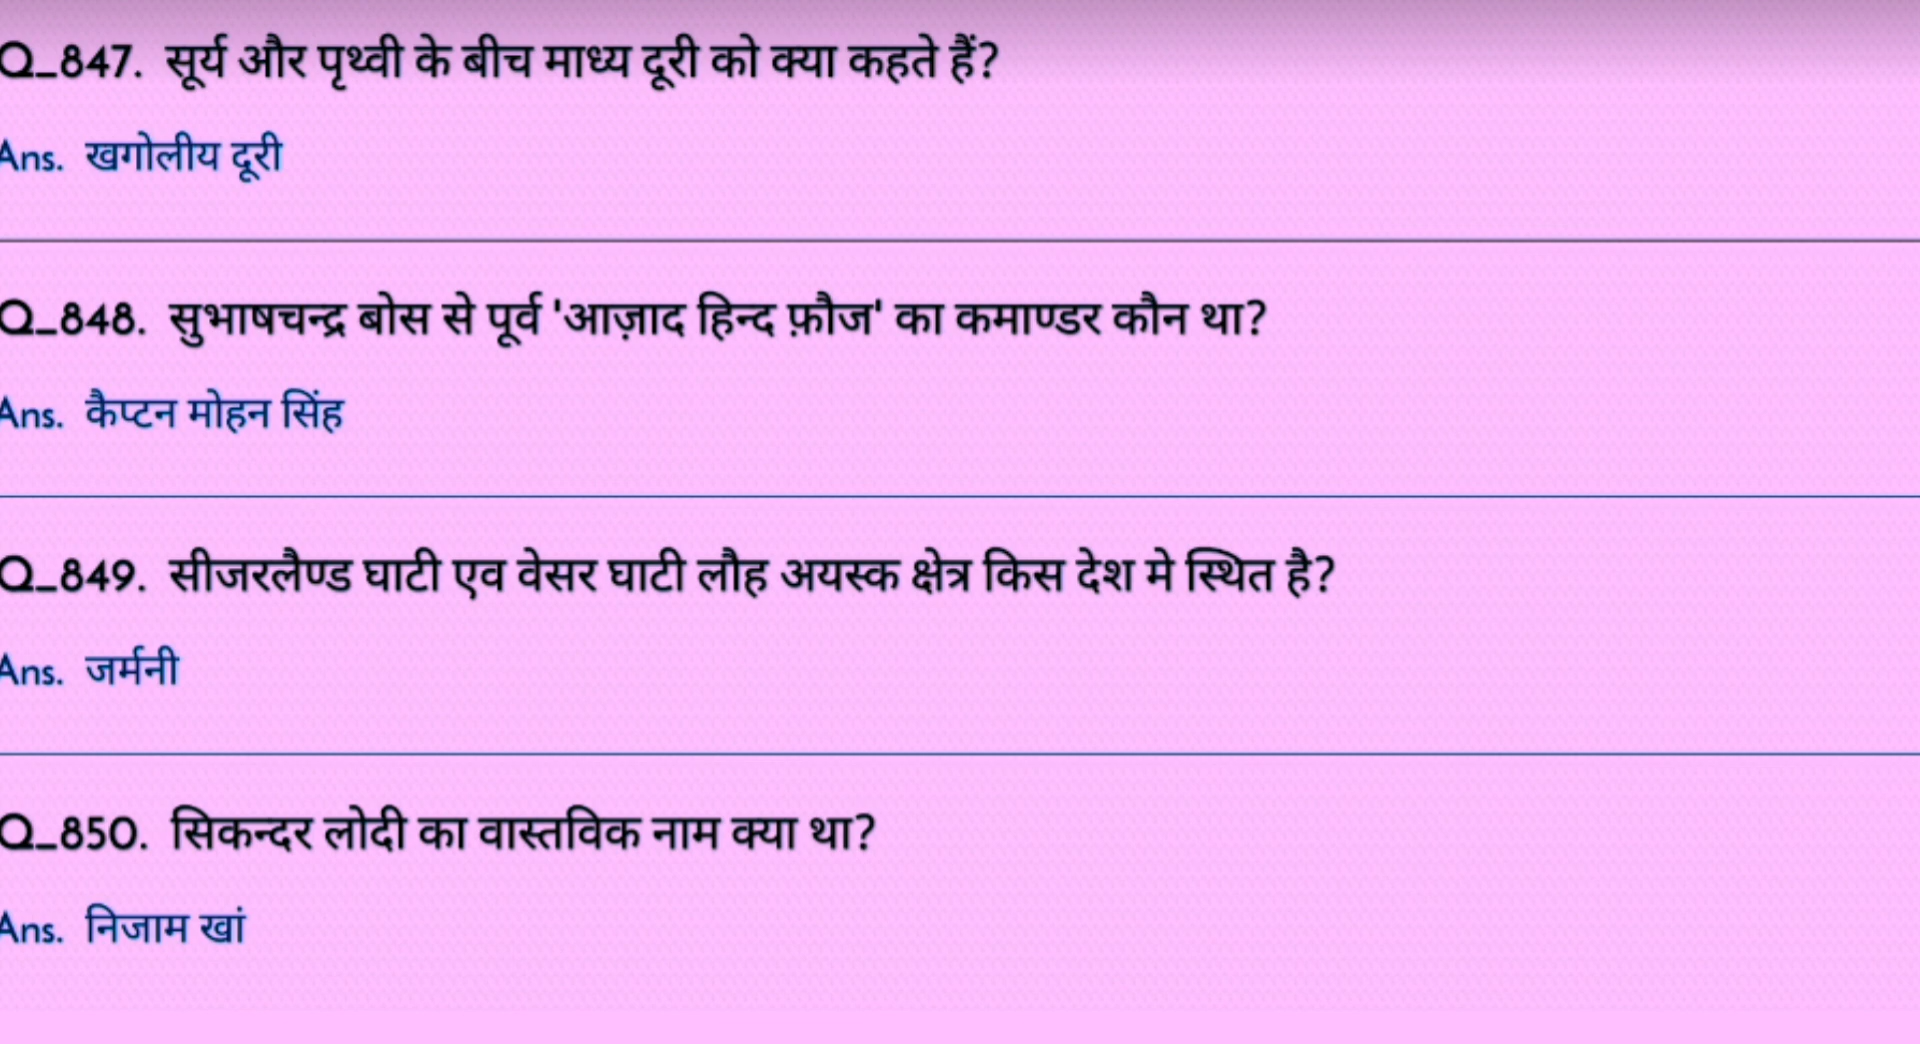 Q_847. सूर्य और पृथ्वी के बीच माध्य दूरी को क्या कहते हैं?
Ans. खगोलीय दूरी
Q_848. सुभाषचन्द्र बोस से पूर्व 'आज़ाद हिन्द फ़ौज' का कमाण्डर कौन था?
Ans. कैप्टन मोहन सिंह
Q_849. सीजरलैण्ड घाटी एव वेसर घाटी लौह अयस्क क्षेत्र किस देश मे स्थित है?
Ans. जर्मनी
Q_850. सिकन्दर लोदी का वास्तविक नाम क्या था?
Ans. निजाम खां